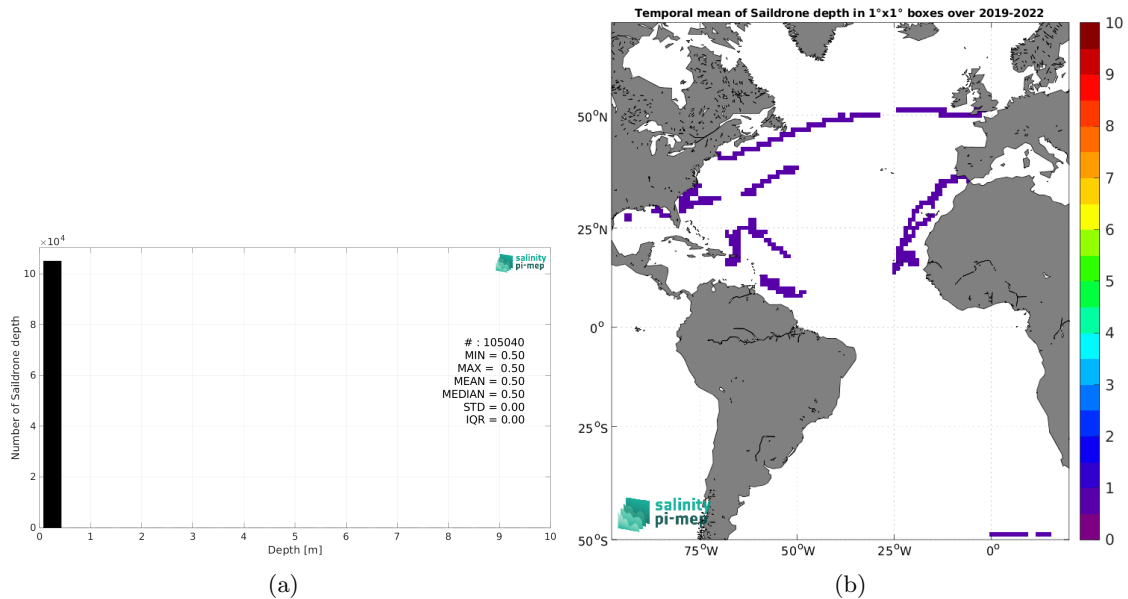 ×10⁴
10
8
6
4
2
0
Number of Saildrone depth
0 1 2 3 4 5 6 7 8 9 10
Depth [m]
salinity
pi-mep
# : 105040
MIN = 0.50
MAX = 0.50
MEAN = 0.50
MEDIAN = 0.50
STD = 0.00
IQR = 0.00
(a)
Temporal mean of Saildrone depth in 1°x1° boxes over 2019-2022
50°N
25°N
0°
25°S
50°S
75°W 50°W 25°W 0°
salinity
pi-mep
10
9
8
7
6
5
4
3
2
1
0
(b)